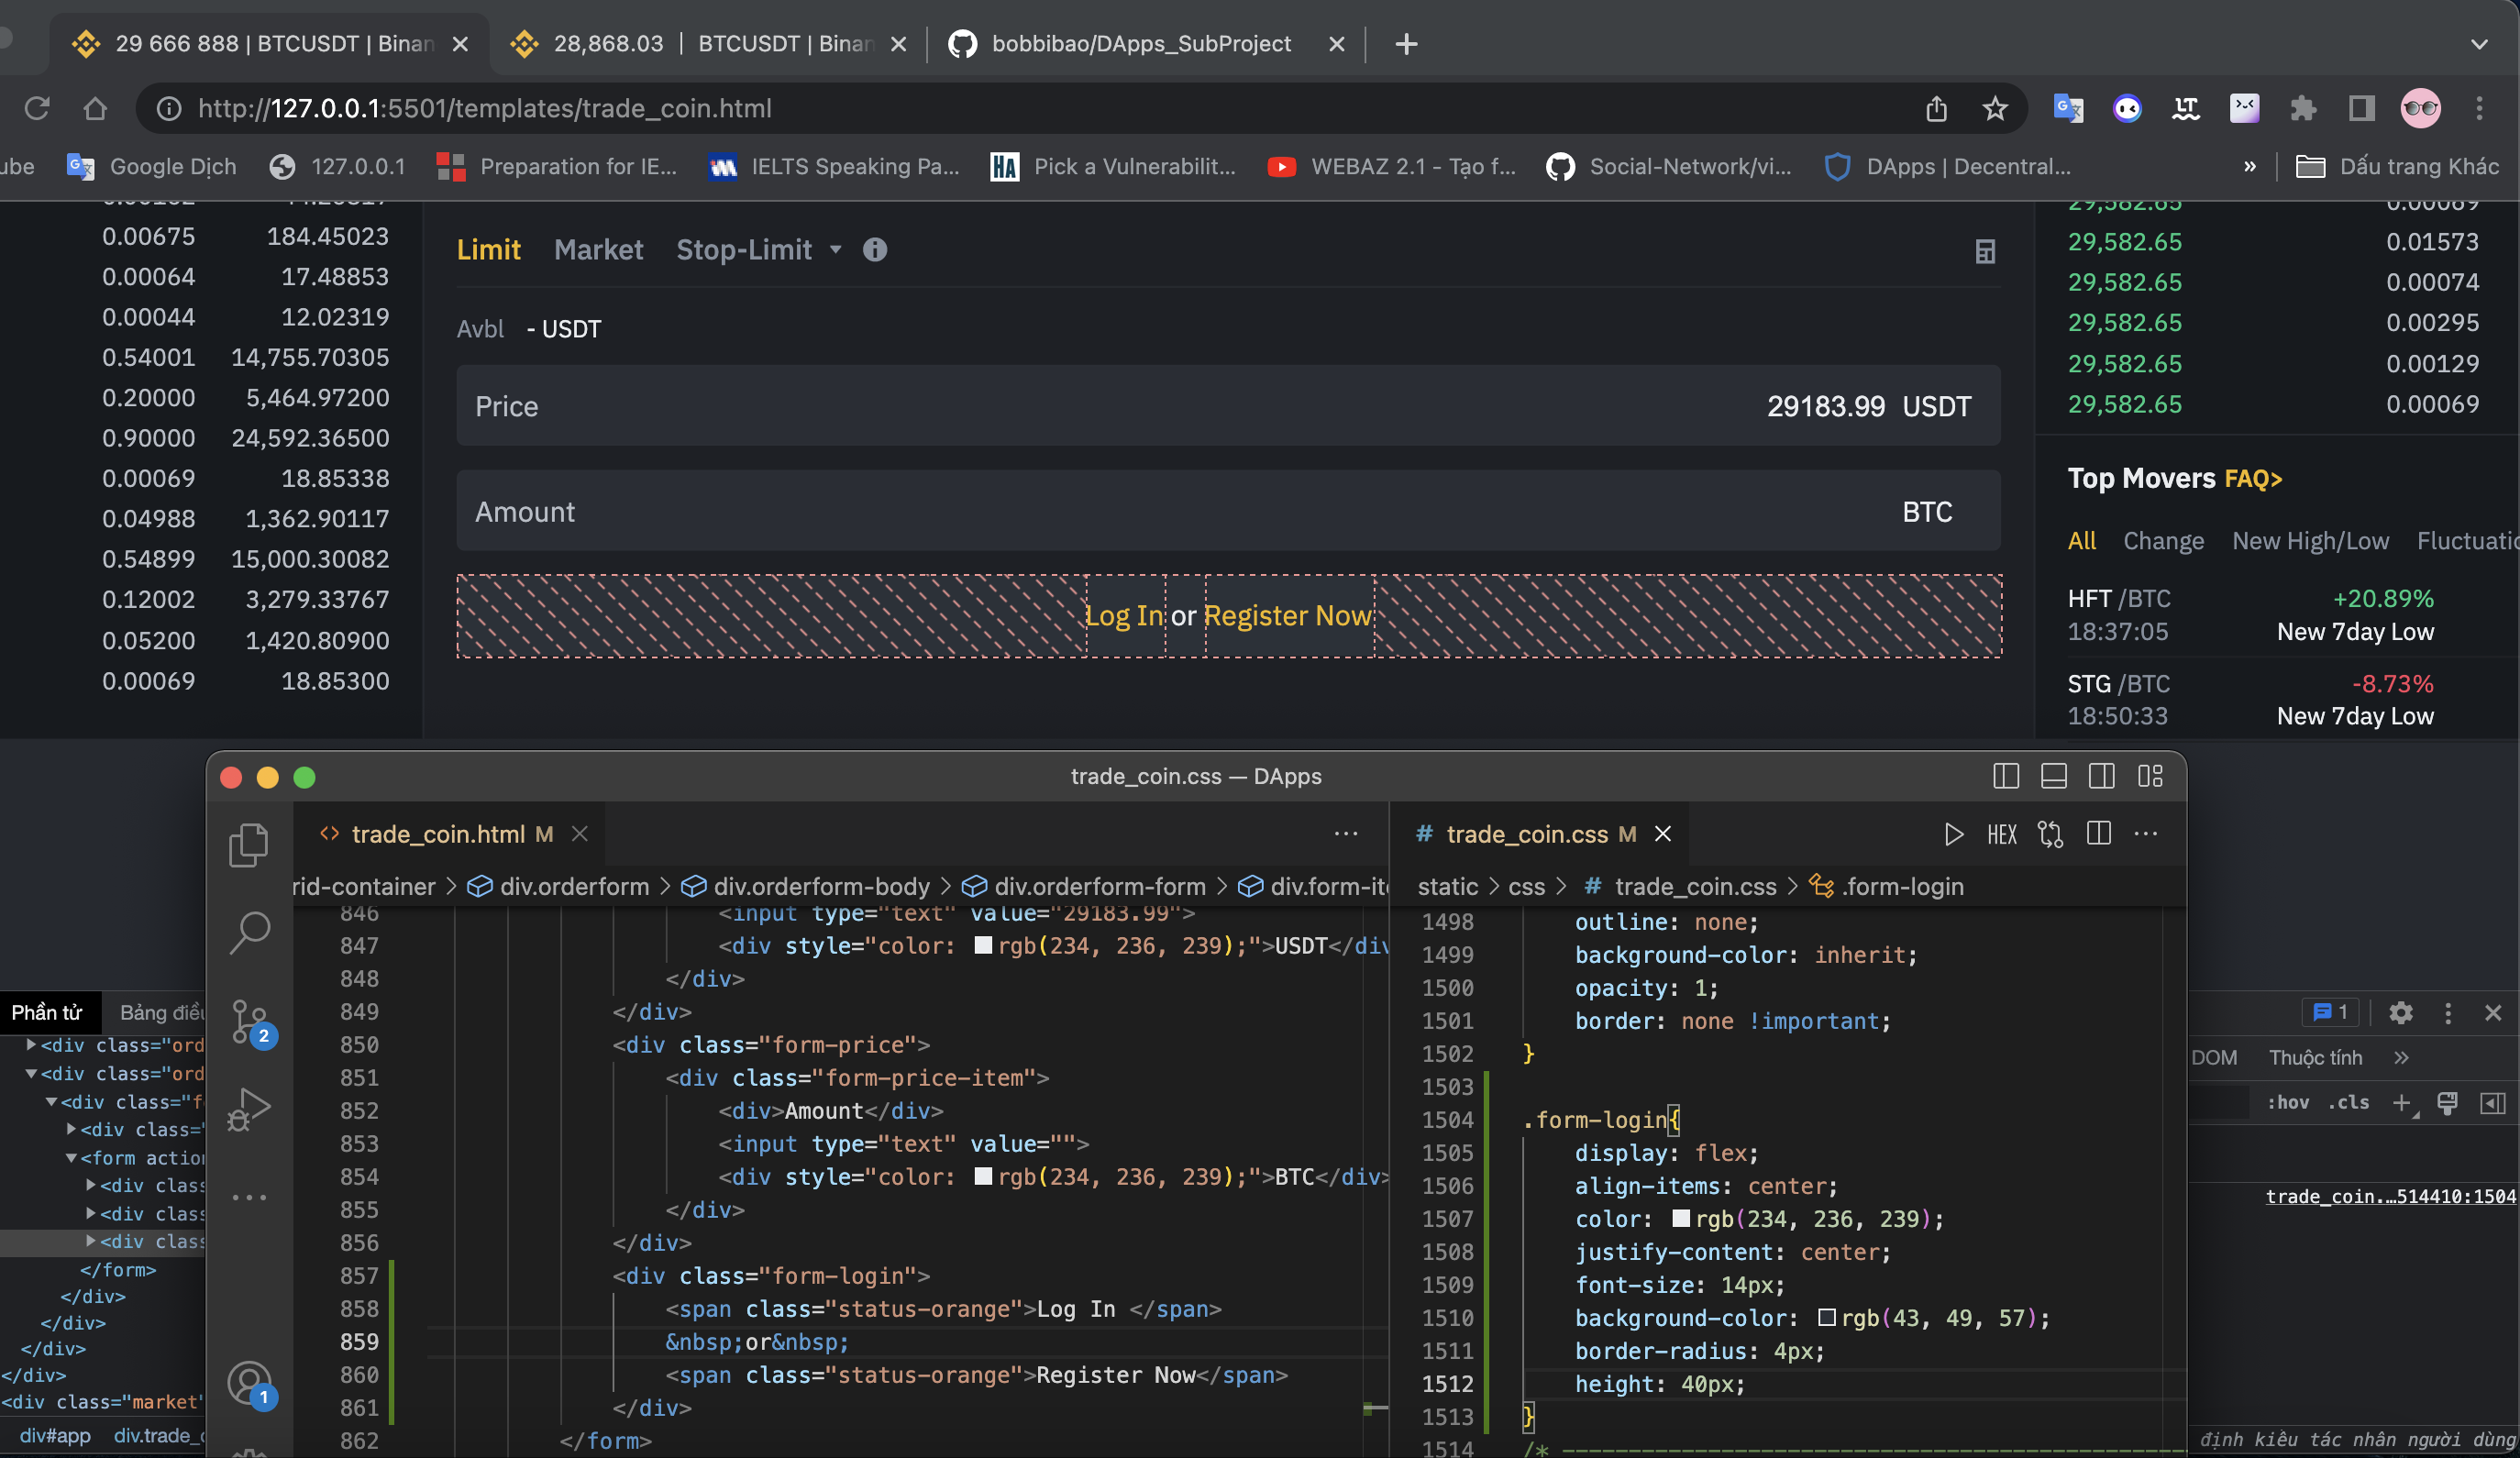 29 666 888 | BTCUSDT | Binan
28,868.03 | BTCUSDT | Binan
bobbibao/DApps_SubProject
http://127.0.0.1:5501/templates/trade_coin.html
ube
Google Dịch
127.0.0.1
Preparation for IE...
IELTS Speaking Pa...
HA Pick a Vulnerabilit...
WEBAZ 2.1 - Tạo f...
Social-Network/vi...
DApps | Decentral...
»
Dấu trang Khác
0.00675 184.45023
0.00064 17.48853
0.00044 12.02319
0.54001 14,755.70305
0.20000 5,464.97200
0.90000 24,592.36500
0.00069 18.85338
0.04988 1,362.90117
0.54899 15,000.30082
0.12002 3,279.33767
0.05200 1,420.80900
0.00069 18.85300
Limit Market Stop-Limit
Avbl - USDT
Price 29183.99 USDT
Amount BTC
Log In or Register Now
29,582.65 0.00069
29,582.65 0.01573
29,582.65 0.00074
29,582.65 0.00295
29,582.65 0.00129
29,582.65 0.00069
Top Movers FAQ>
All Change New High/Low Fluctuatio
HFT /BTC +20.89%
18:37:05 New 7day Low
STG /BTC -8.73%
18:50:33 New 7day Low
trade_coin.css — DApps
trade_coin.html M
rid-container > div.orderform > div.orderform-body > div.orderform-form > div.form-ite
846 <input type="text" value="29183.99">
847 <div style="color: rgb(234, 236, 239);">USDT</div
848 </div>
849 </div>
850 <div class="form-price">
851 <div class="form-price-item">
852 <div>Amount</div>
853 <input type="text" value="">
854 <div style="color: rgb(234, 236, 239);">BTC</div>
855 </div>
856 </div>
857 <div class="form-login">
858 <span class="status-orange">Log In </span>
859 &nbsp;or&nbsp;
860 <span class="status-orange">Register Now</span>
861 </div>
862 </form>
# trade_coin.css M
HEX
static > css > # trade_coin.css > .form-login
1498 outline: none;
1499 background-color: inherit;
1500 opacity: 1;
1501 border: none !important;
1502 }
1503
1504 .form-login{
1505 display: flex;
1506 align-items: center;
1507 color: rgb(234, 236, 239);
1508 justify-content: center;
1509 font-size: 14px;
1510 background-color: rgb(43, 49, 57);
1511 border-radius: 4px;
1512 height: 40px;
1513 }
1514 /* ----
2
1
Phần tử Bảng điều
<div class="ord
<div class="ord
<div class="f
<div class="
<form action
<div class
<div class
<div class
</form>
</div>
</div>
</div>
</div>
<div class="market"
div#app div.trade_c
1
DOM Thuộc tính »
:hov .cls
trade_coin.…514410:1504
định kiểu tác nhân người dùng